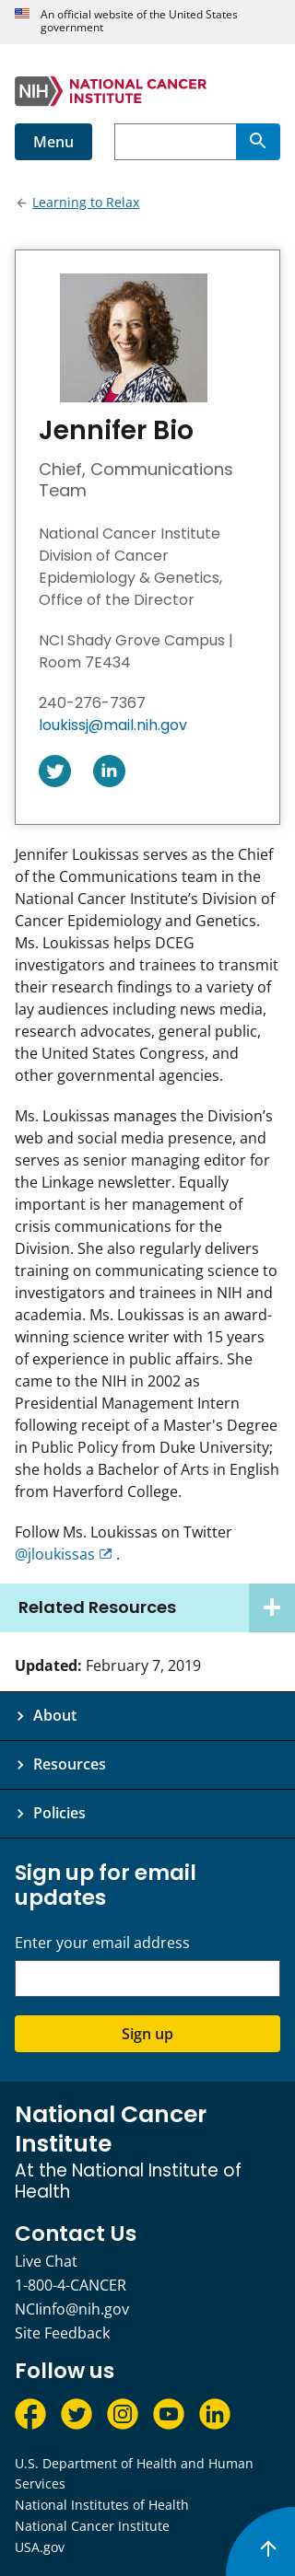 An official website of the United States
government
NIH NATIONAL CANCER
INSTITUTE
Menu
Learning to Relax
Jennifer Bio
Chief, Communications
Team
National Cancer Institute
Division of Cancer
Epidemiology & Genetics,
Office of the Director
NCI Shady Grove Campus |
Room 7E434
240-276-7367
loukissj@mail.nih.gov
in
Jennifer Loukissas serves as the Chief
of the Communications team in the
National Cancer Institute’s Division of
Cancer Epidemiology and Genetics.
Ms. Loukissas helps DCEG
investigators and trainees to transmit
their research findings to a variety of
lay audiences including news media,
research advocates, general public,
the United States Congress, and
other governmental agencies.
Ms. Loukissas manages the Division’s
web and social media presence, and
serves as senior managing editor for
the Linkage newsletter. Equally
important is her management of
crisis communications for the
Division. She also regularly delivers
training on communicating science to
investigators and trainees in NIH and
academia. Ms. Loukissas is an award-
winning science writer with 15 years
of experience in public affairs. She
came to the NIH in 2002 as
Presidential Management Intern
following receipt of a Master's Degree
in Public Policy from Duke University;
she holds a Bachelor of Arts in English
from Haverford College.
Follow Ms. Loukissas on Twitter
@jloukissas .
Related Resources
Updated: February 7, 2019
About
Resources
Policies
Sign up for email
updates
Enter your email address
Sign up
National Cancer
Institute
At the National Institute of
Health
Contact Us
Live Chat
1-800-4-CANCER
NCIinfo@nih.gov
Site Feedback
Follow us
in
U.S. Department of Health and Human
Services
National Institutes of Health
National Cancer Institute
USA.gov